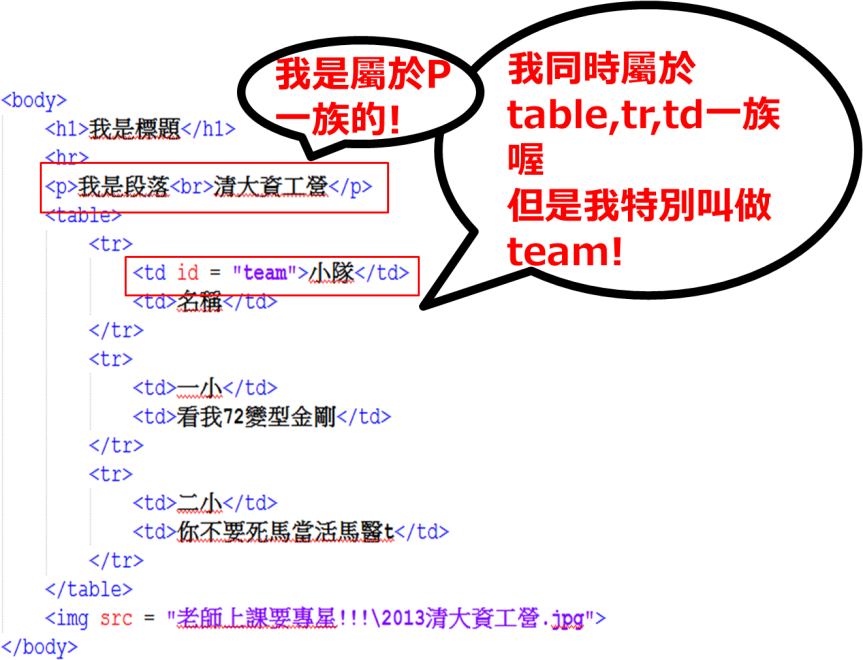 我是屬於P
一族的!
我同時屬於
table,tr,td一族
喔
但是我特別叫做
team!
<body>
<h1>我是標題</h1>
<hr>
<p>我是段落<br>清大資工營</p>
<table>
<tr>
<td id = "team">小隊</td>
<td>名稱</td>
</tr>
<tr>
<td>一小</td>
<td>看我72變型金剛</td>
</tr>
<tr>
<td>二小</td>
<td>你不要死馬當活馬醫t</td>
</tr>
</table>
<img src = "老師上課要專星!!!\2013清大資工營.jpg">
</body>